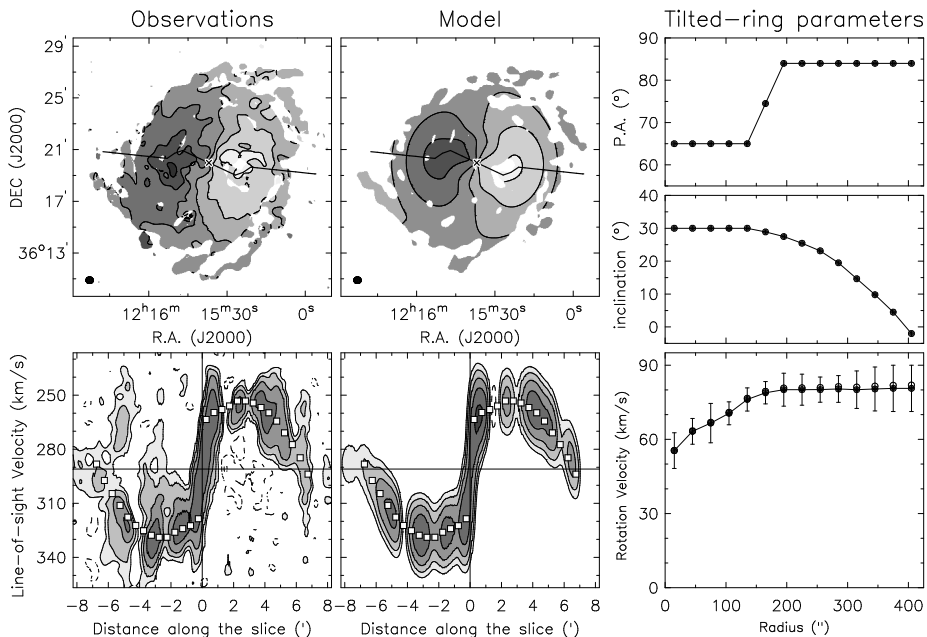 Observations Model Tilted−ring parameters
29' 90
25' 80
21' 70
17' 60
36°13'
DEC (J2000)
P.A. (°)
12ʰ16ᵐ 15ᵐ30ˢ 0ˢ 12ʰ16ᵐ 15ᵐ30ˢ 0ˢ
R.A. (J2000) R.A. (J2000)
40
30
20
10
0
inclination (°)
250 90
280 60
310 30
340 0
Line−of−sight Velocity (km/s)
Rotation Velocity (km/s)
−8 −6 −4 −2 0 2 4 6 8 −6 −4 −2 0 2 4 6 8 0 100 200 300 400
Distance along the slice (') Distance along the slice (') Radius (")